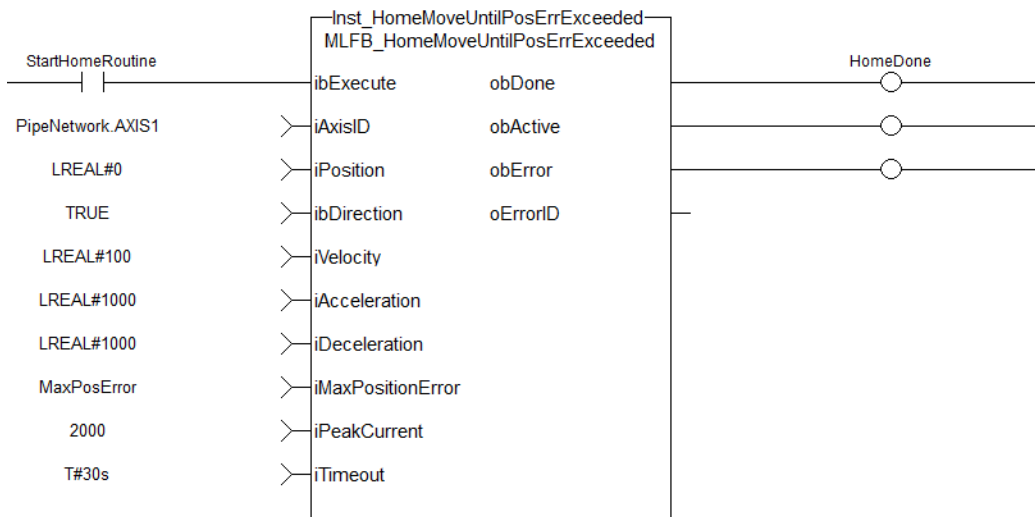 Inst_HomeMoveUntilPosErrExceeded
MLFB_HomeMoveUntilPosErrExceeded
StartHomeRoutine
HomeDone
ibExecute
obDone
PipeNetwork.AXIS1
iAxisID
obActive
LREAL#0
iPosition
obError
TRUE
ibDirection
oErrorID
LREAL#100
iVelocity
LREAL#1000
iAcceleration
LREAL#1000
iDeceleration
MaxPosError
iMaxPositionError
2000
iPeakCurrent
T#30s
iTimeout